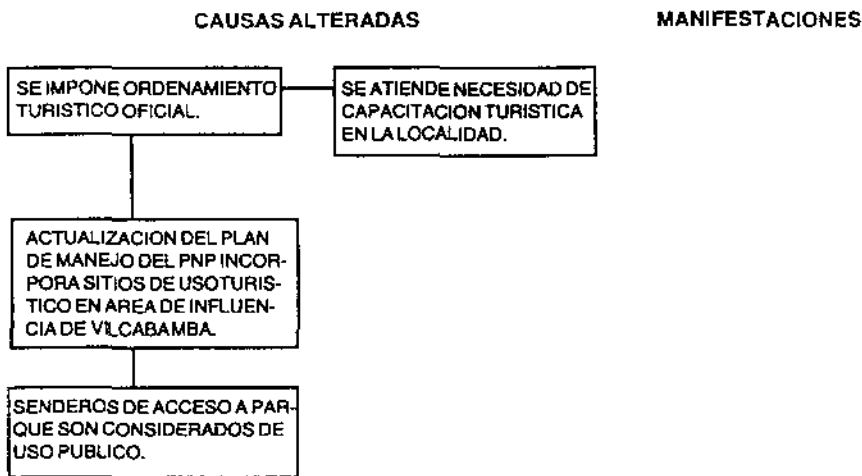 CAUSAS ALTERADAS
MANIFESTACIONES
SE IMPONE ORDENAMIENTO
TURISTICO OFICIAL.
SE ATIENDE NECESIDAD DE
CAPACITACION TURISTICA
EN LA LOCALIDAD.
ACTUALIZACION DEL PLAN
DE MANEJO DEL PNP INCOR-
PORA SITIOS DE USO TURIS-
TICO EN AREA DE INFLUEN-
CIA DE VILCABAMBA.
SENDEROS DE ACCESO A PAR-
QUE SON CONSIDERADOS DE
USO PUBLICO.